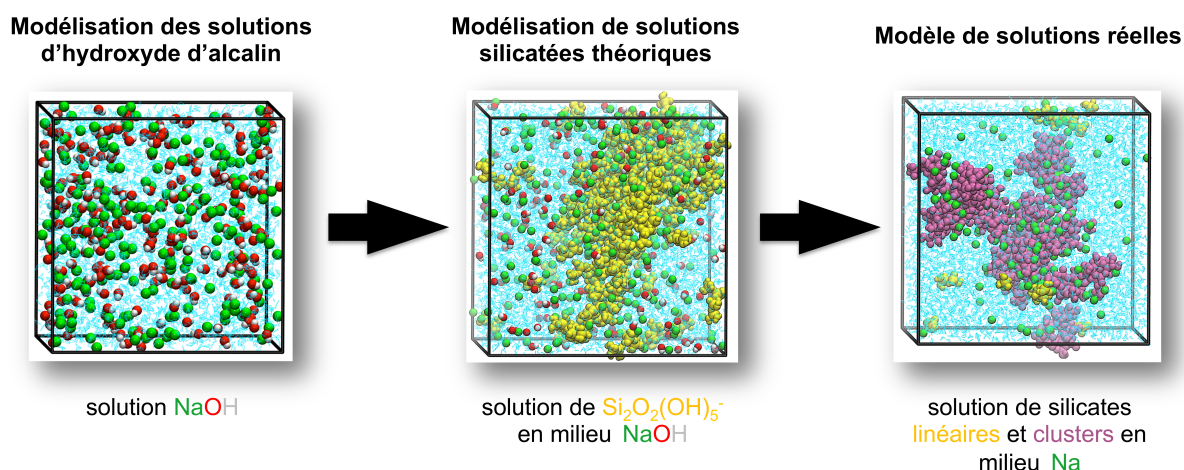 Modélisation des solutions
d'hydroxyde d'alcalin
Modélisation de solutions
silicatées théoriques
Modèle de solutions réelles
solution NaOH
solution de Si₂O₂(OH)₅⁻
en milieu NaOH
solution de silicates
linéaires et clusters en
milieu Na